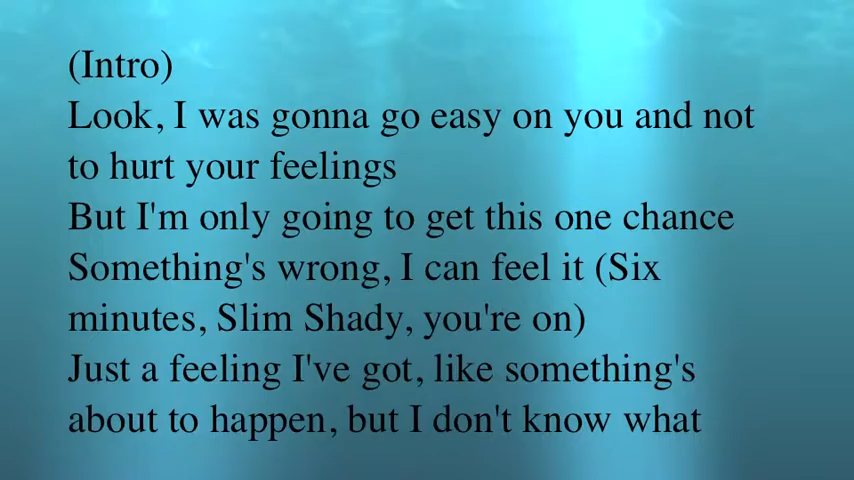 (Intro)
Look, I was gonna go easy on you and not
to hurt your feelings
But I'm only going to get this one chance
Something's wrong, I can feel it (Six
minutes, Slim Shady, you're on)
Just a feeling I've got, like something's
about to happen, but I don't know what